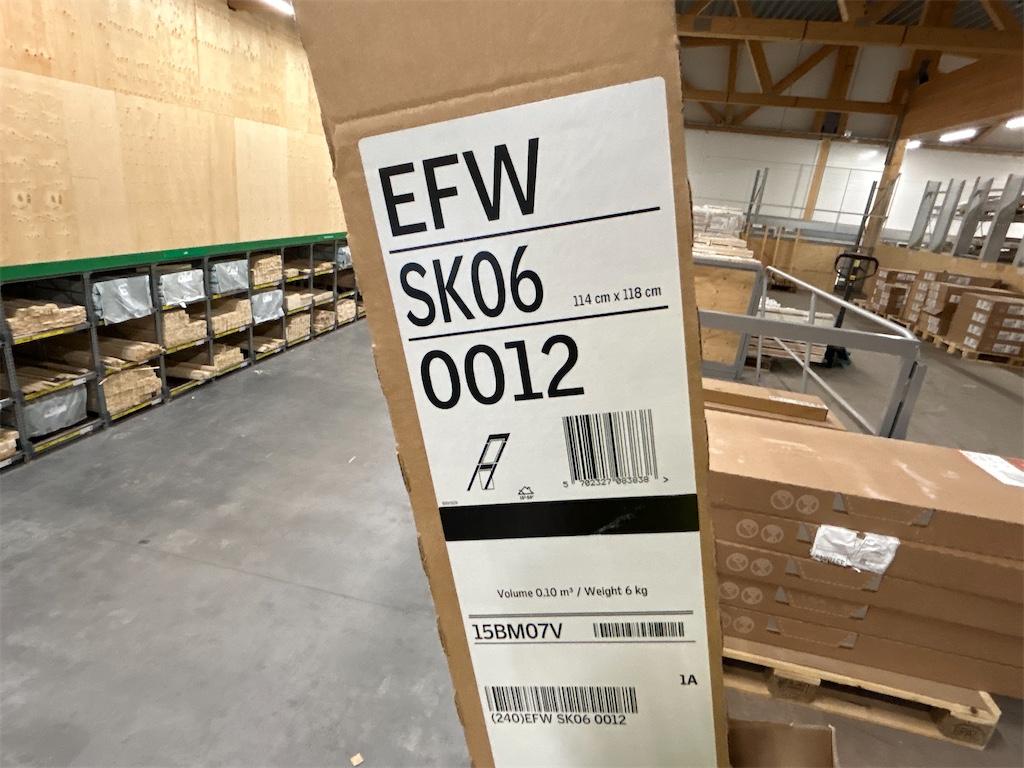 EFW
SK06 114 cm x 118 cm
0012
5 702327 083838 >
Volume 0.10 m³ / Weight 6 kg
15BM07V
1A
(240)EFW SK06 0012